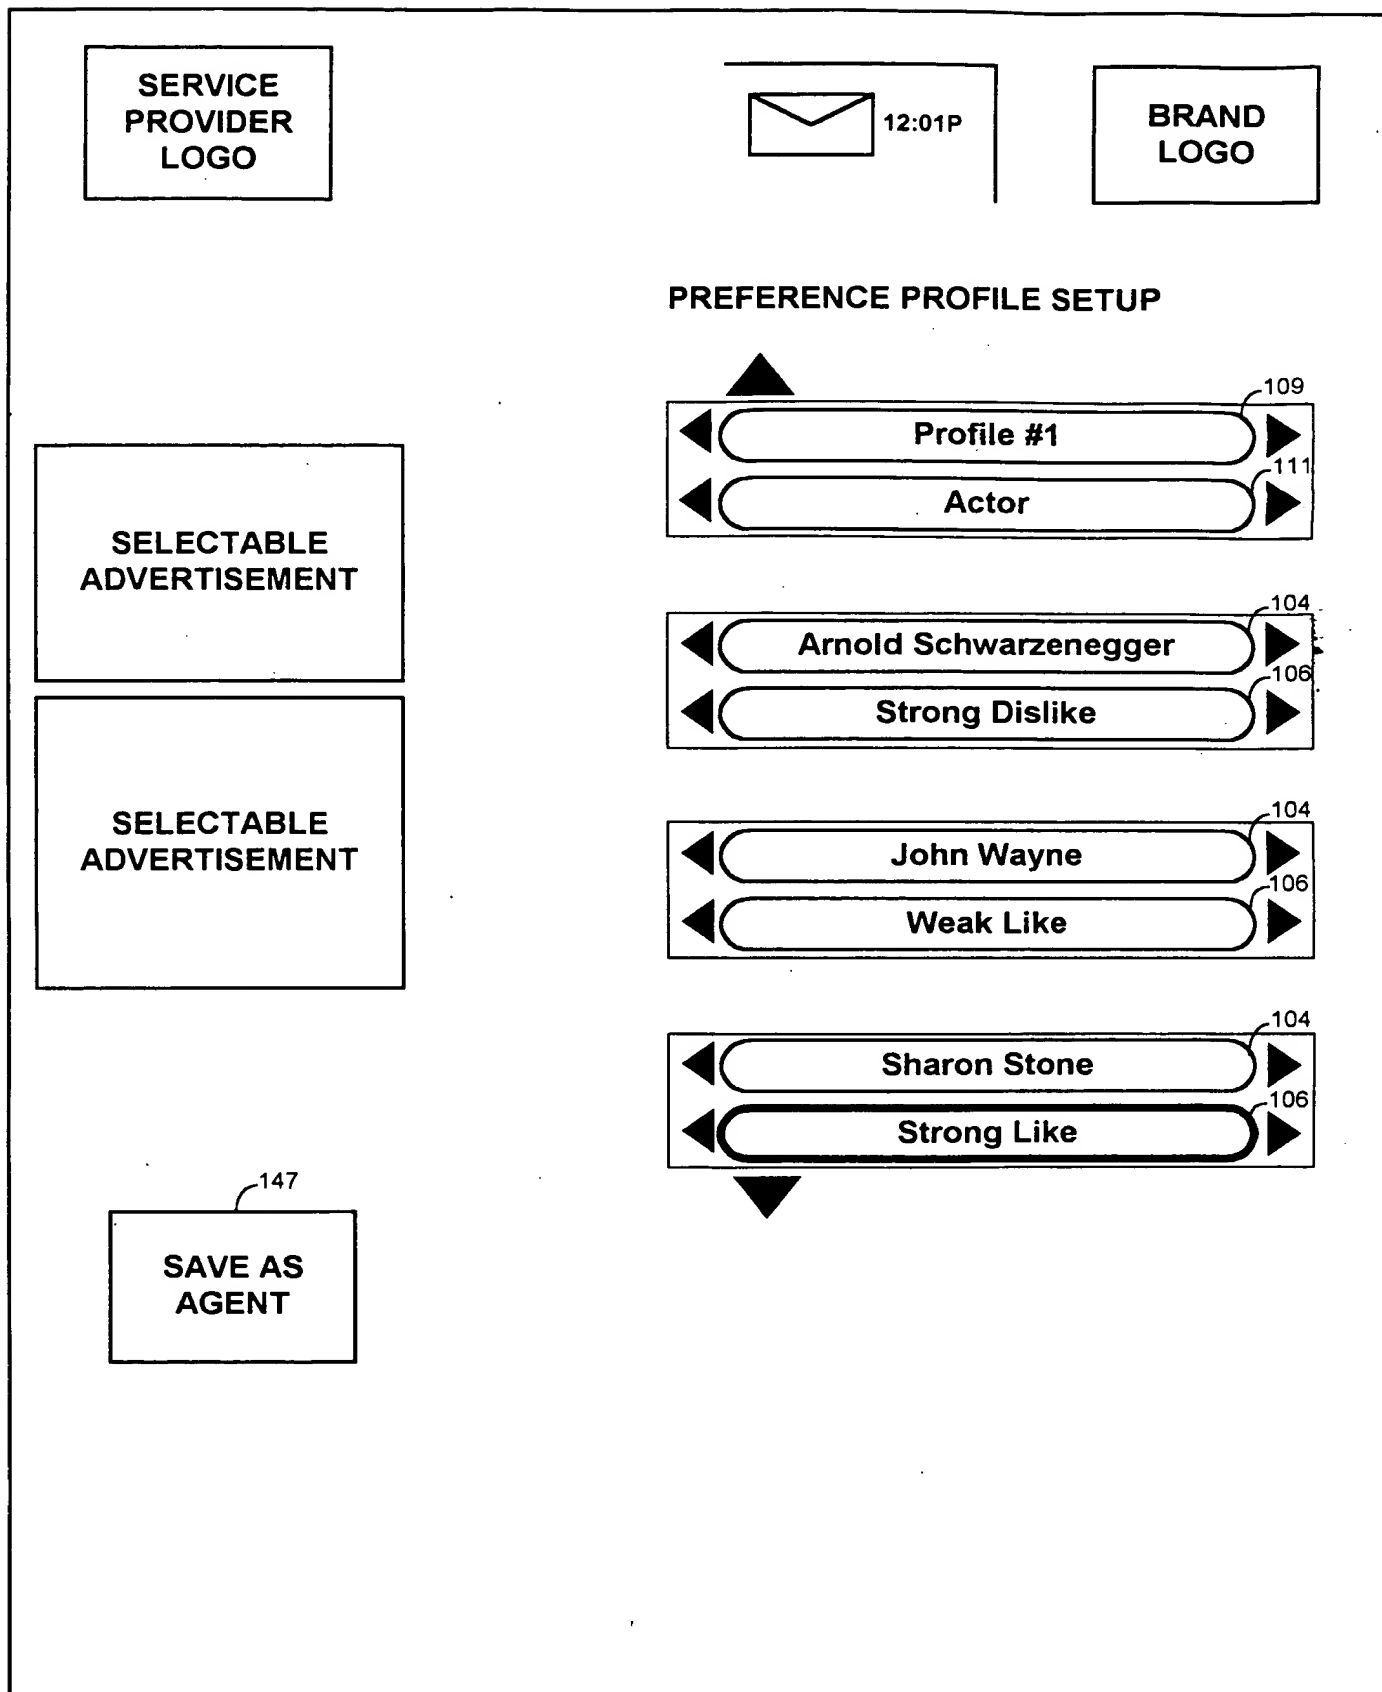 SERVICE
PROVIDER
LOGO
12:01P
BRAND
LOGO
PREFERENCE PROFILE SETUP
109
Profile #1
111
Actor
SELECTABLE
ADVERTISEMENT
104
Arnold Schwarzenegger
106
Strong Dislike
SELECTABLE
ADVERTISEMENT
104
John Wayne
106
Weak Like
104
Sharon Stone
106
Strong Like
147
SAVE AS
AGENT